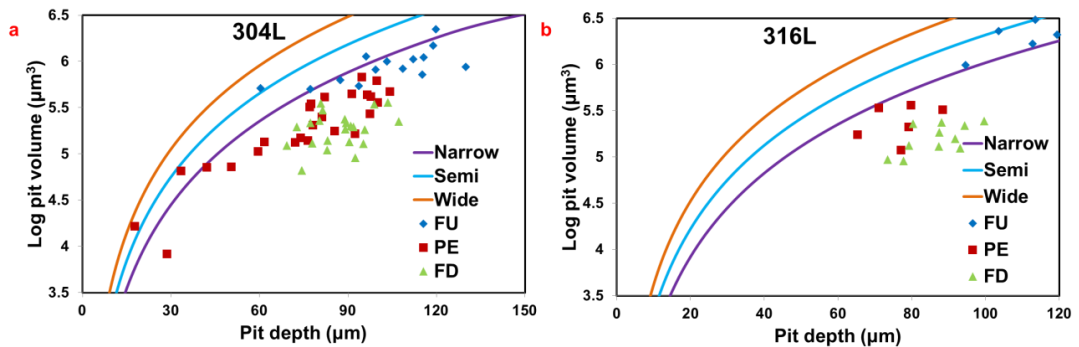 a
304L
Log pit volume (µm³)
6.5
6
5.5
5
4.5
4
3.5
0
30
60
90
120
150
Pit depth (µm)
Narrow
Semi
Wide
FU
PE
FD
b
316L
Log pit volume (µm³)
6.5
6
5.5
5
4.5
4
3.5
0
20
40
60
80
100
120
Pit depth (µm)
Narrow
Semi
Wide
FU
PE
FD